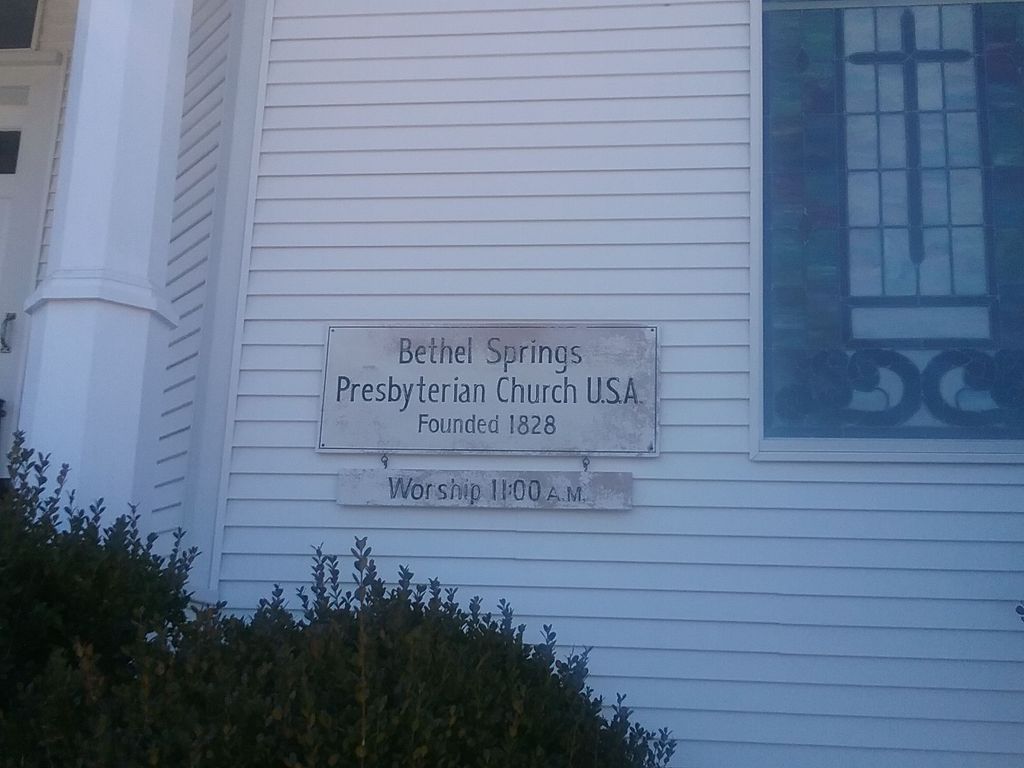 Bethel Springs
Presbyterian Church U.S.A.
Founded 1828
Worship 11:00 A.M.